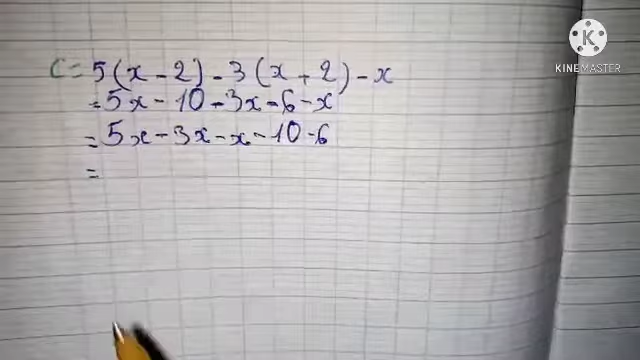 C = 5(x - 2) - 3(x + 2) - x
= 5x - 10 - 3x - 6 - x
= 5x - 3x - x - 10 - 6
=
K
KINEMASTER